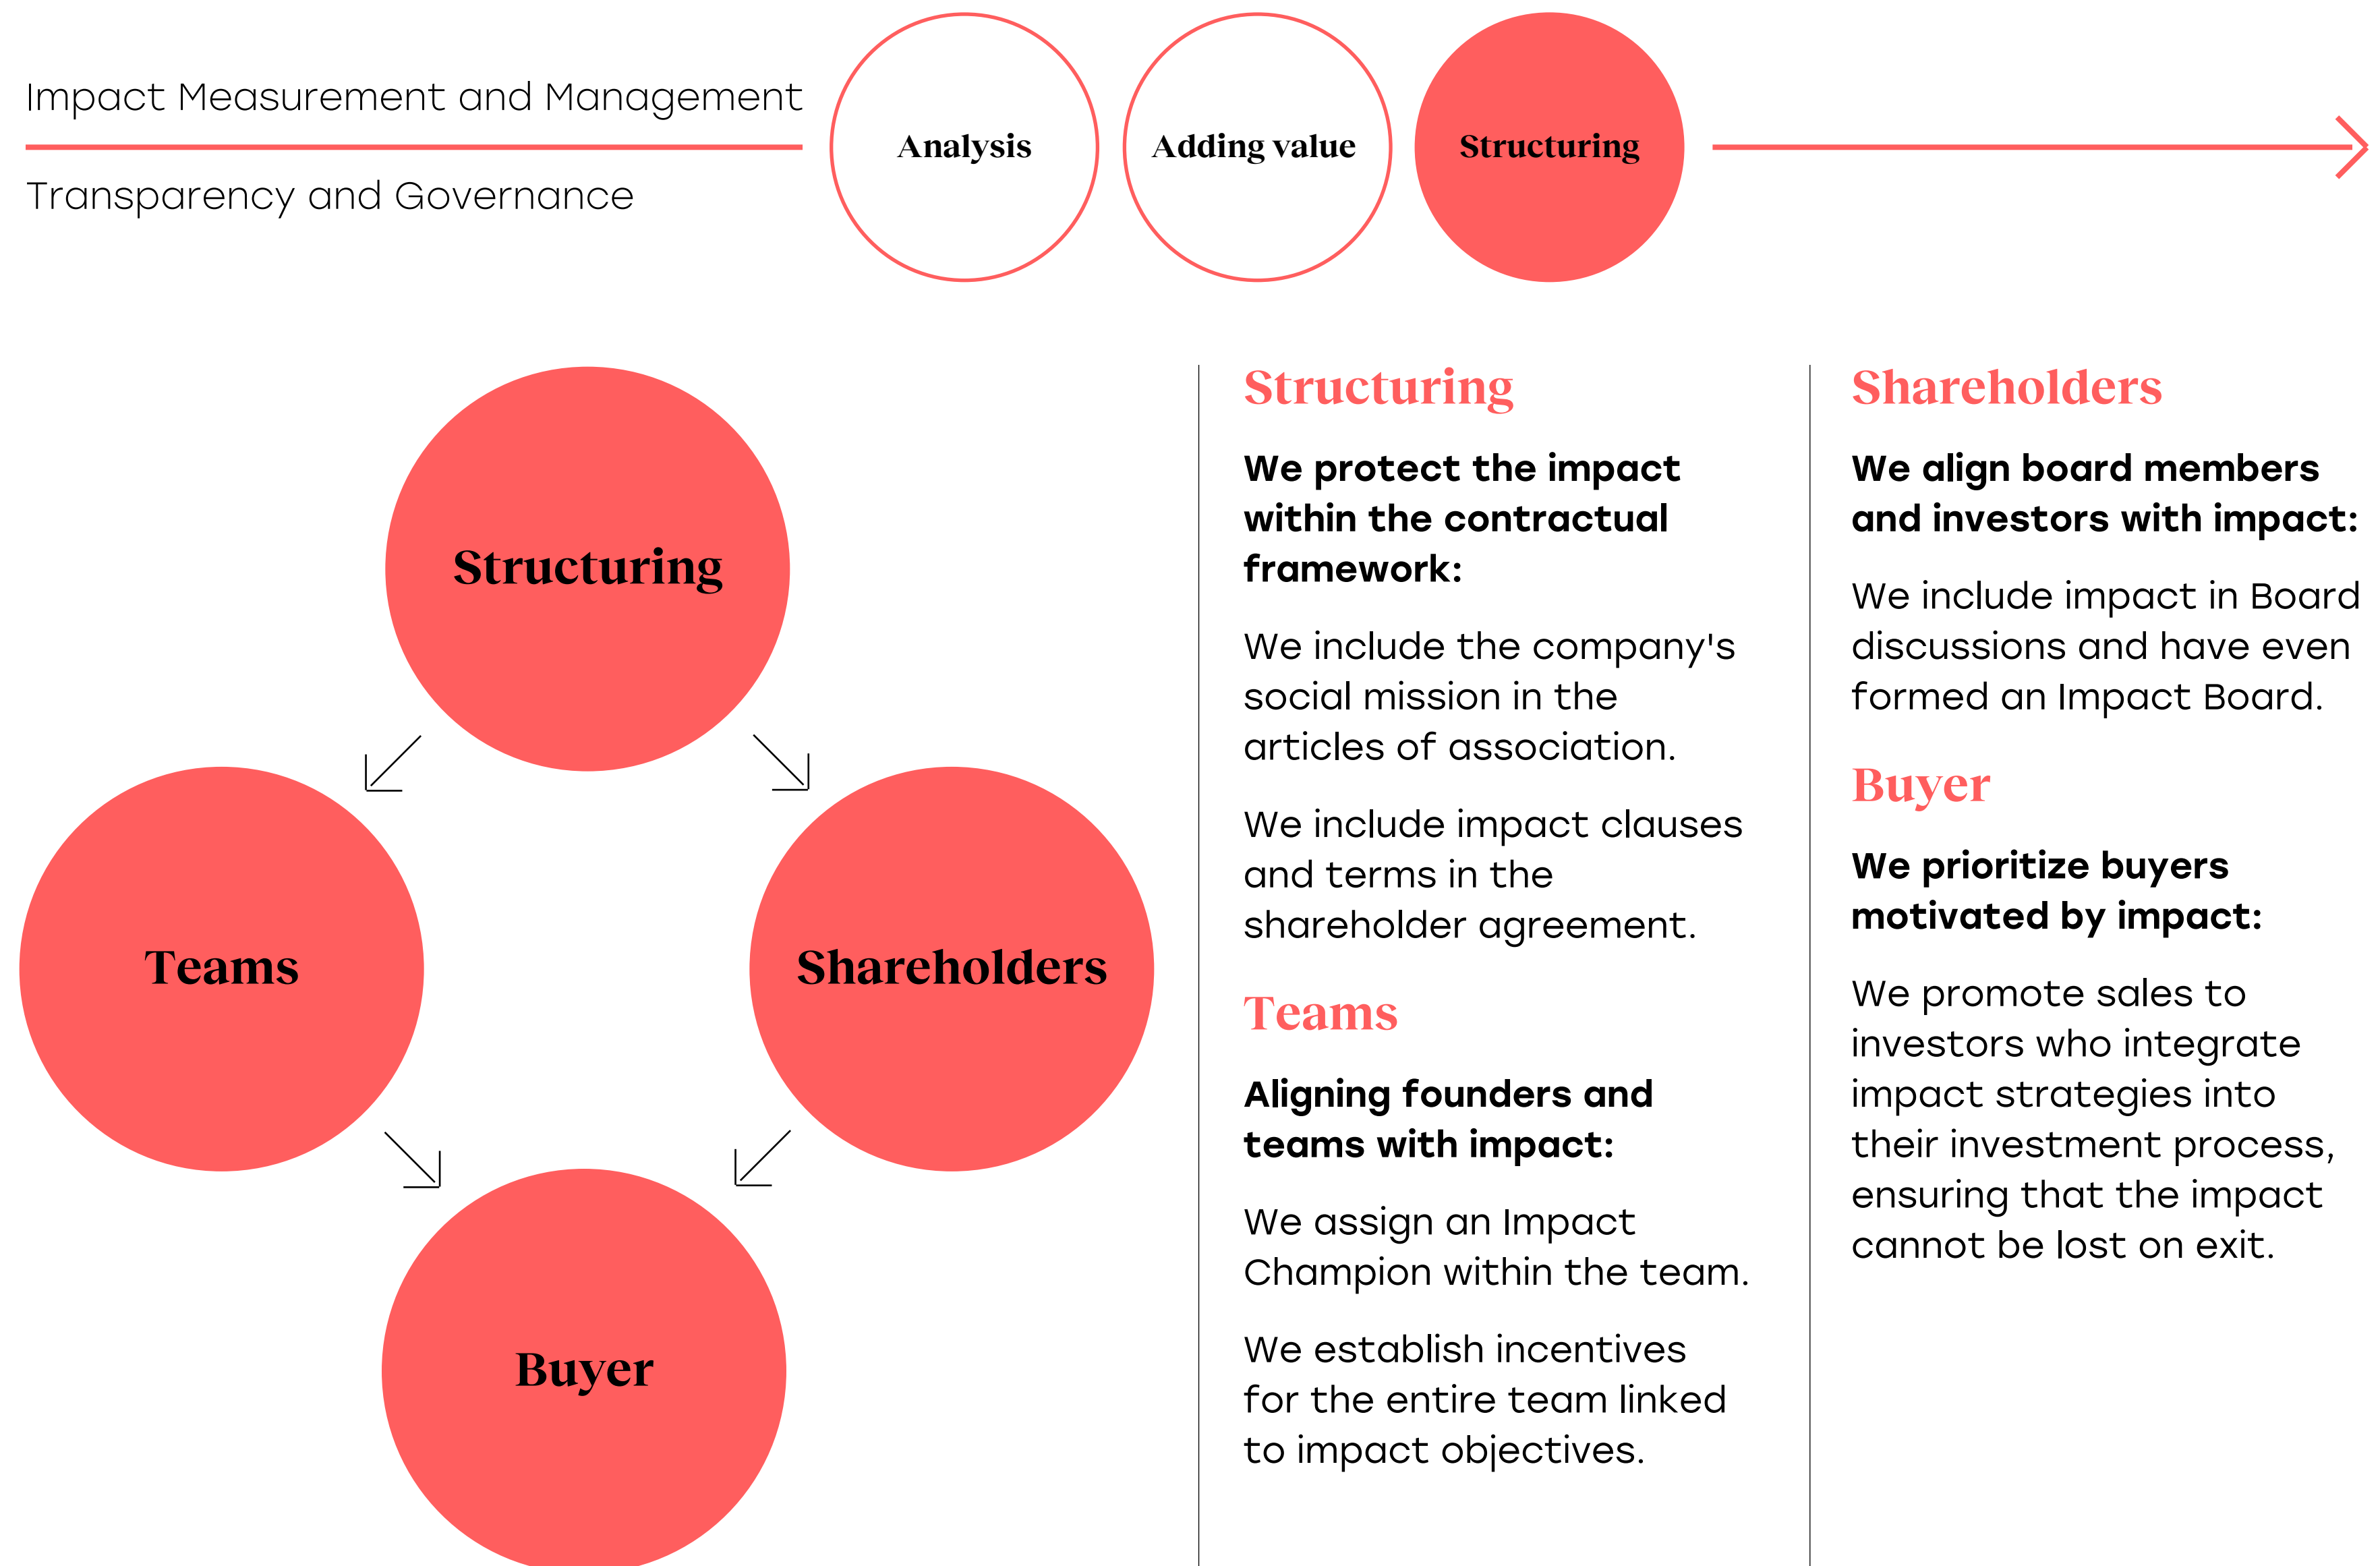 Impact Measurement and Management
Transparency and Governance
Analysis
Adding value
Structuring
Structuring
Teams
Shareholders
Buyer
Structuring
We protect the impact
within the contractual
framework:
We include the company's
social mission in the
articles of association.
We include impact clauses
and terms in the
shareholder agreement.
Teams
Aligning founders and
teams with impact:
We assign an Impact
Champion within the team.
We establish incentives
for the entire team linked
to impact objectives.
Shareholders
We align board members
and investors with impact:
We include impact in Board
discussions and have even
formed an Impact Board.
Buyer
We prioritize buyers
motivated by impact:
We promote sales to
investors who integrate
impact strategies into
their investment process,
ensuring that the impact
cannot be lost on exit.